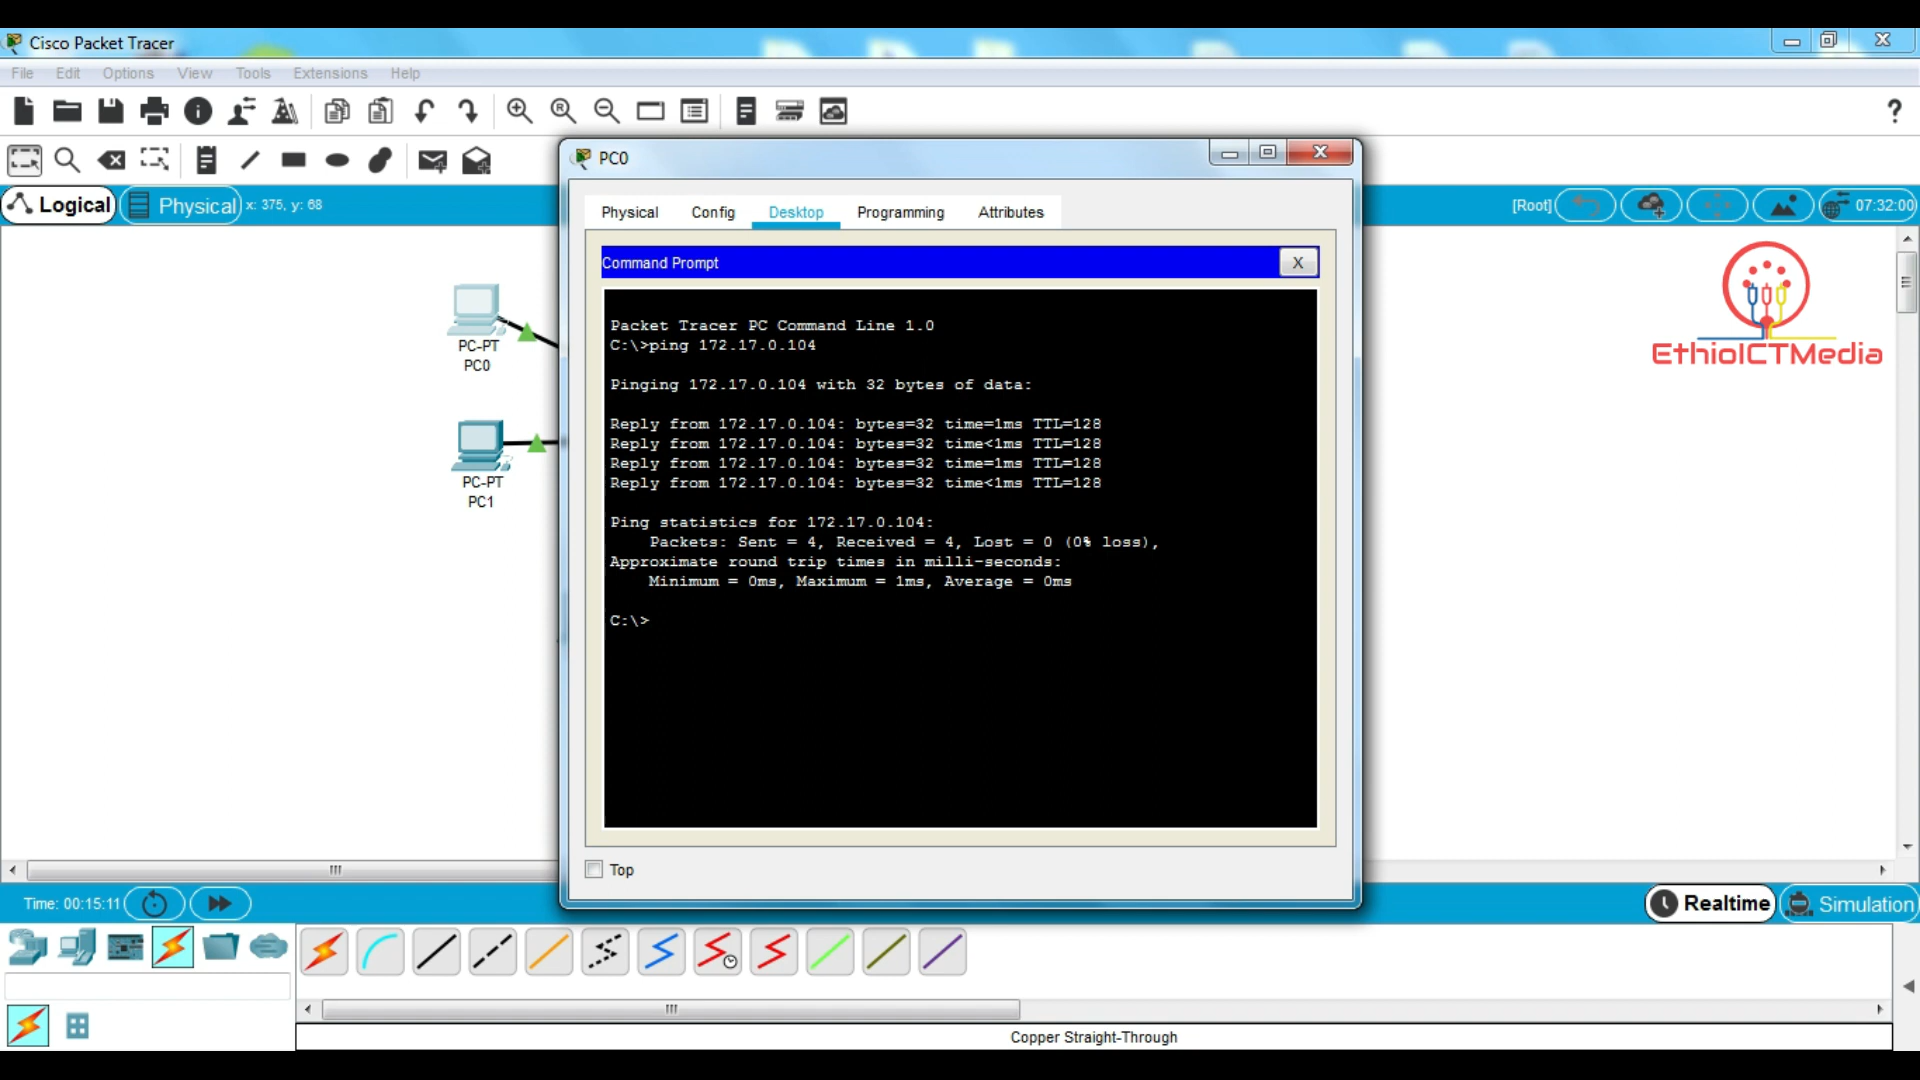 Cisco Packet Tracer
File Edit Options View Tools Extensions Help
?
PC0
Logical Physical x: 375, y: 68
[Root] 07:32:00
Physical Config Desktop Programming Attributes
Command Prompt X
Packet Tracer PC Command Line 1.0
C:\>ping 172.17.0.104
Pinging 172.17.0.104 with 32 bytes of data:
Reply from 172.17.0.104: bytes=32 time=1ms TTL=128
Reply from 172.17.0.104: bytes=32 time<1ms TTL=128
Reply from 172.17.0.104: bytes=32 time=1ms TTL=128
Reply from 172.17.0.104: bytes=32 time<1ms TTL=128
Ping statistics for 172.17.0.104:
Packets: Sent = 4, Received = 4, Lost = 0 (0% loss),
Approximate round trip times in milli-seconds:
Minimum = 0ms, Maximum = 1ms, Average = 0ms
C:\>
PC-PT
PC0
PC-PT
PC1
EthioICTMedia
Top
Time: 00:15:11
Realtime Simulation
Copper Straight-Through